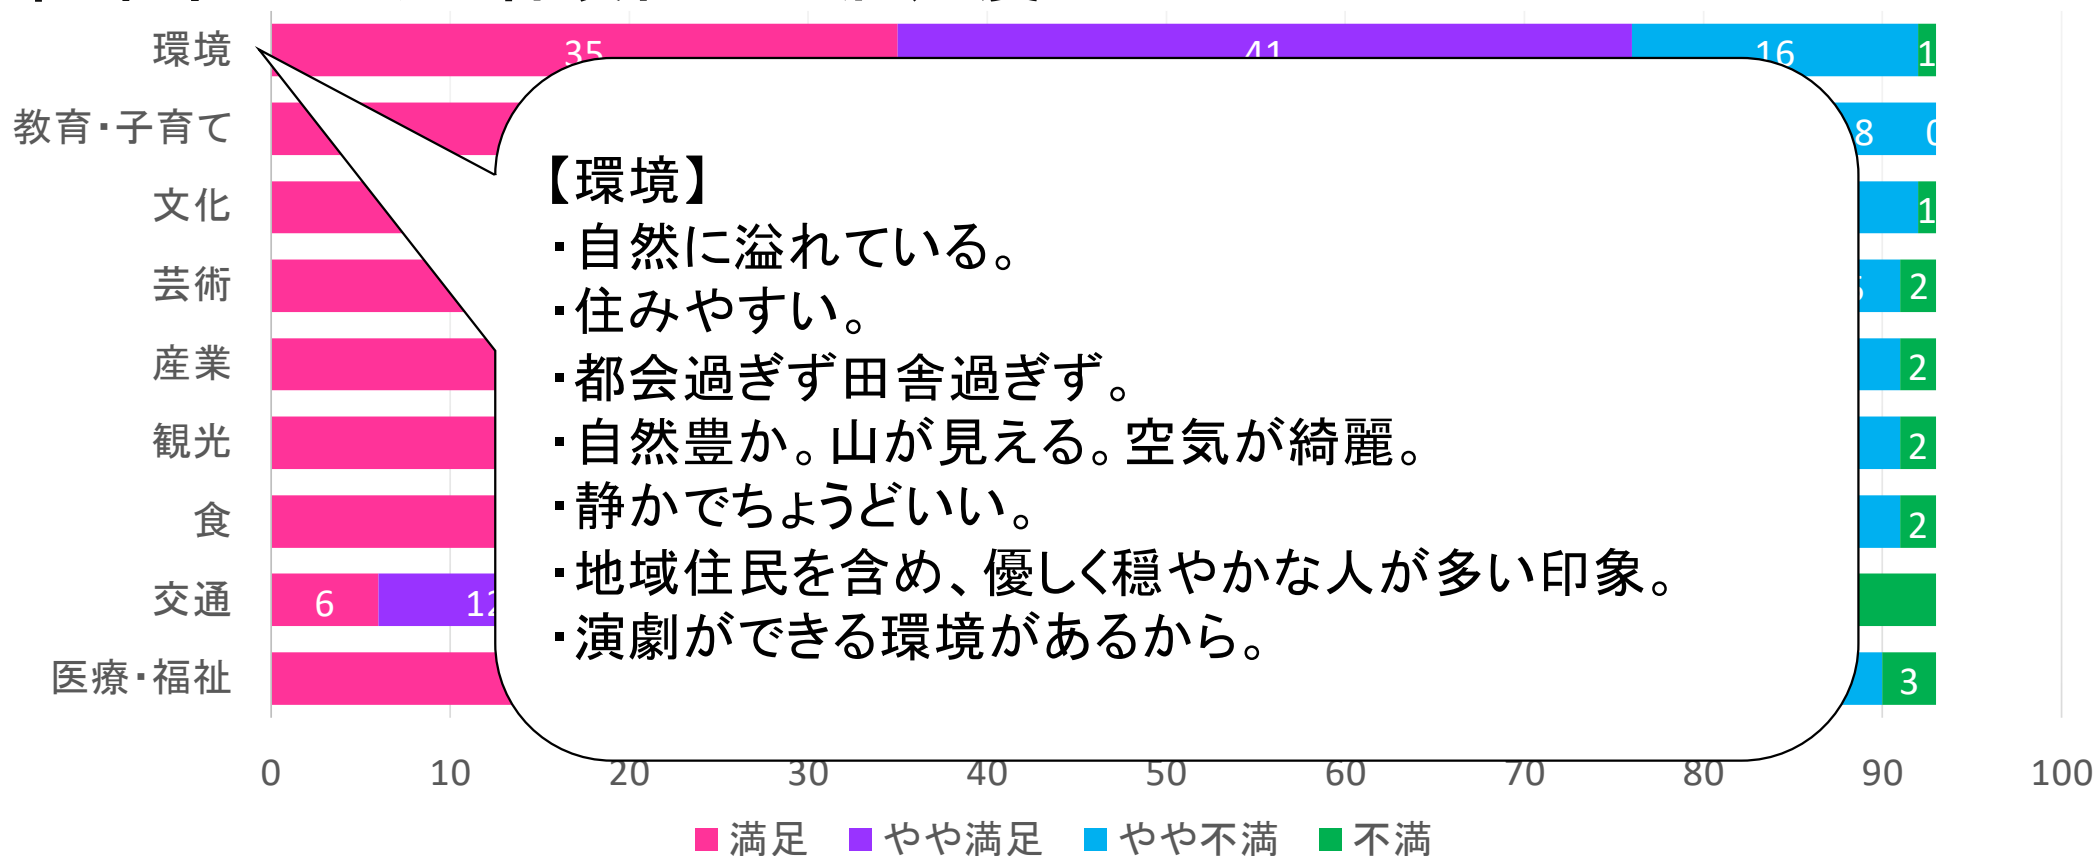 環境 35 41 16 1
教育・子育て 8 0
文化 1
芸術 2
産業 2
観光 2
食 2
交通 6 12
医療・福祉 3
【環境】
・自然に溢れている。
・住みやすい。
・都会過ぎず田舎過ぎず。
・自然豊か。山が見える。空気が綺麗。
・静かでちょうどいい。
・地域住民を含め、優しく穏やかな人が多い印象。
・演劇ができる環境があるから。
0 10 20 30 40 50 60 70 80 90 100
満足 やや満足 やや不満 不満